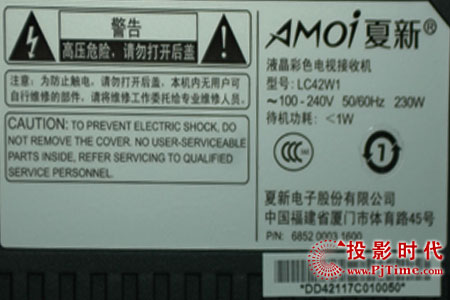 警告
高压危险，请勿打开后盖
注意：为防止触电，请勿打开后盖，本机内无用户可
自行维修的部件，请将维修工作委托给专业维修人员.
CAUTION: TO PREVENT ELECTRIC SHOCK, DO
NOT REMOVE THE COVER. NO USER-SERVICEABLE
PARTS INSIDE, REFER SERVICING TO QUALIFIED
SERVICE PERSONNEL.
AMOi 夏新®
液晶彩色电视接收机
型号: LC42W1
～100-240V 50/60Hz 230W
待机功耗: <1W
1
夏新电子股份有限公司
中国福建省厦门市体育路45号
P/N: 6852 0003 1600
*DD42117C010050*
投影时代
www.PjTime.com